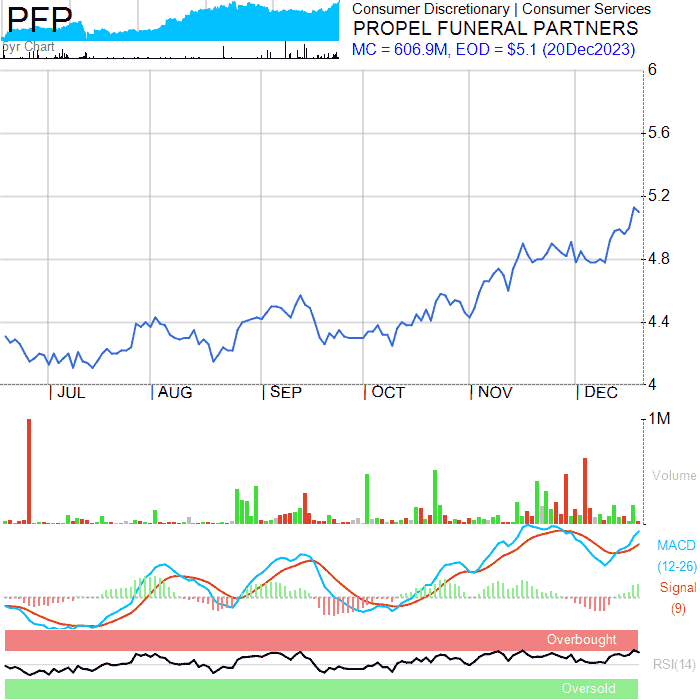 PFP
5yr Chart
Consumer Discretionary | Consumer Services
PROPEL FUNERAL PARTNERS
MC = 606.9M, EOD = $5.1 (20Dec2023)
6
5.6
5.2
4.8
4.4
4
| JUL | AUG | SEP | OCT | NOV | DEC
1M
Volume
MACD
(12-26)
Signal
(9)
Overbought
RSI(14)
Oversold